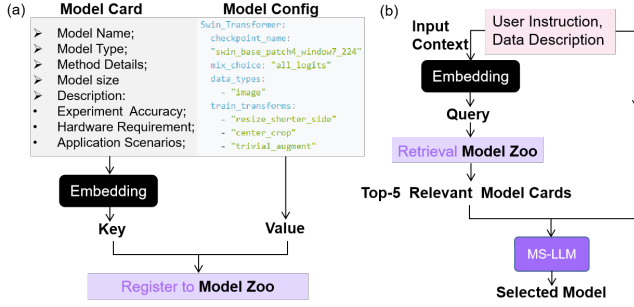 (a)
Model Card
Model Config
➤ Model Name;
➤ Model Type;
➤ Method Details;
➤ Model size
➤ Description:
• Experiment Accuracy;
• Hardware Requirement;
• Application Scenarios;
Swin_Transformer:
checkpoint_name:
"swin_base_patch4_window7_224"
mix_choice: "all_logits"
data_types:
- "image"
train_transforms:
- "resize_shorter_side"
- "center_crop"
- "trivial_augment"
Embedding
Key
Value
Register to Model Zoo
(b)
Input
Context
User Instruction,
Data Description
Embedding
Query
Retrieval Model Zoo
Top-5 Relevant Model Cards
MS-LLM
Selected Model